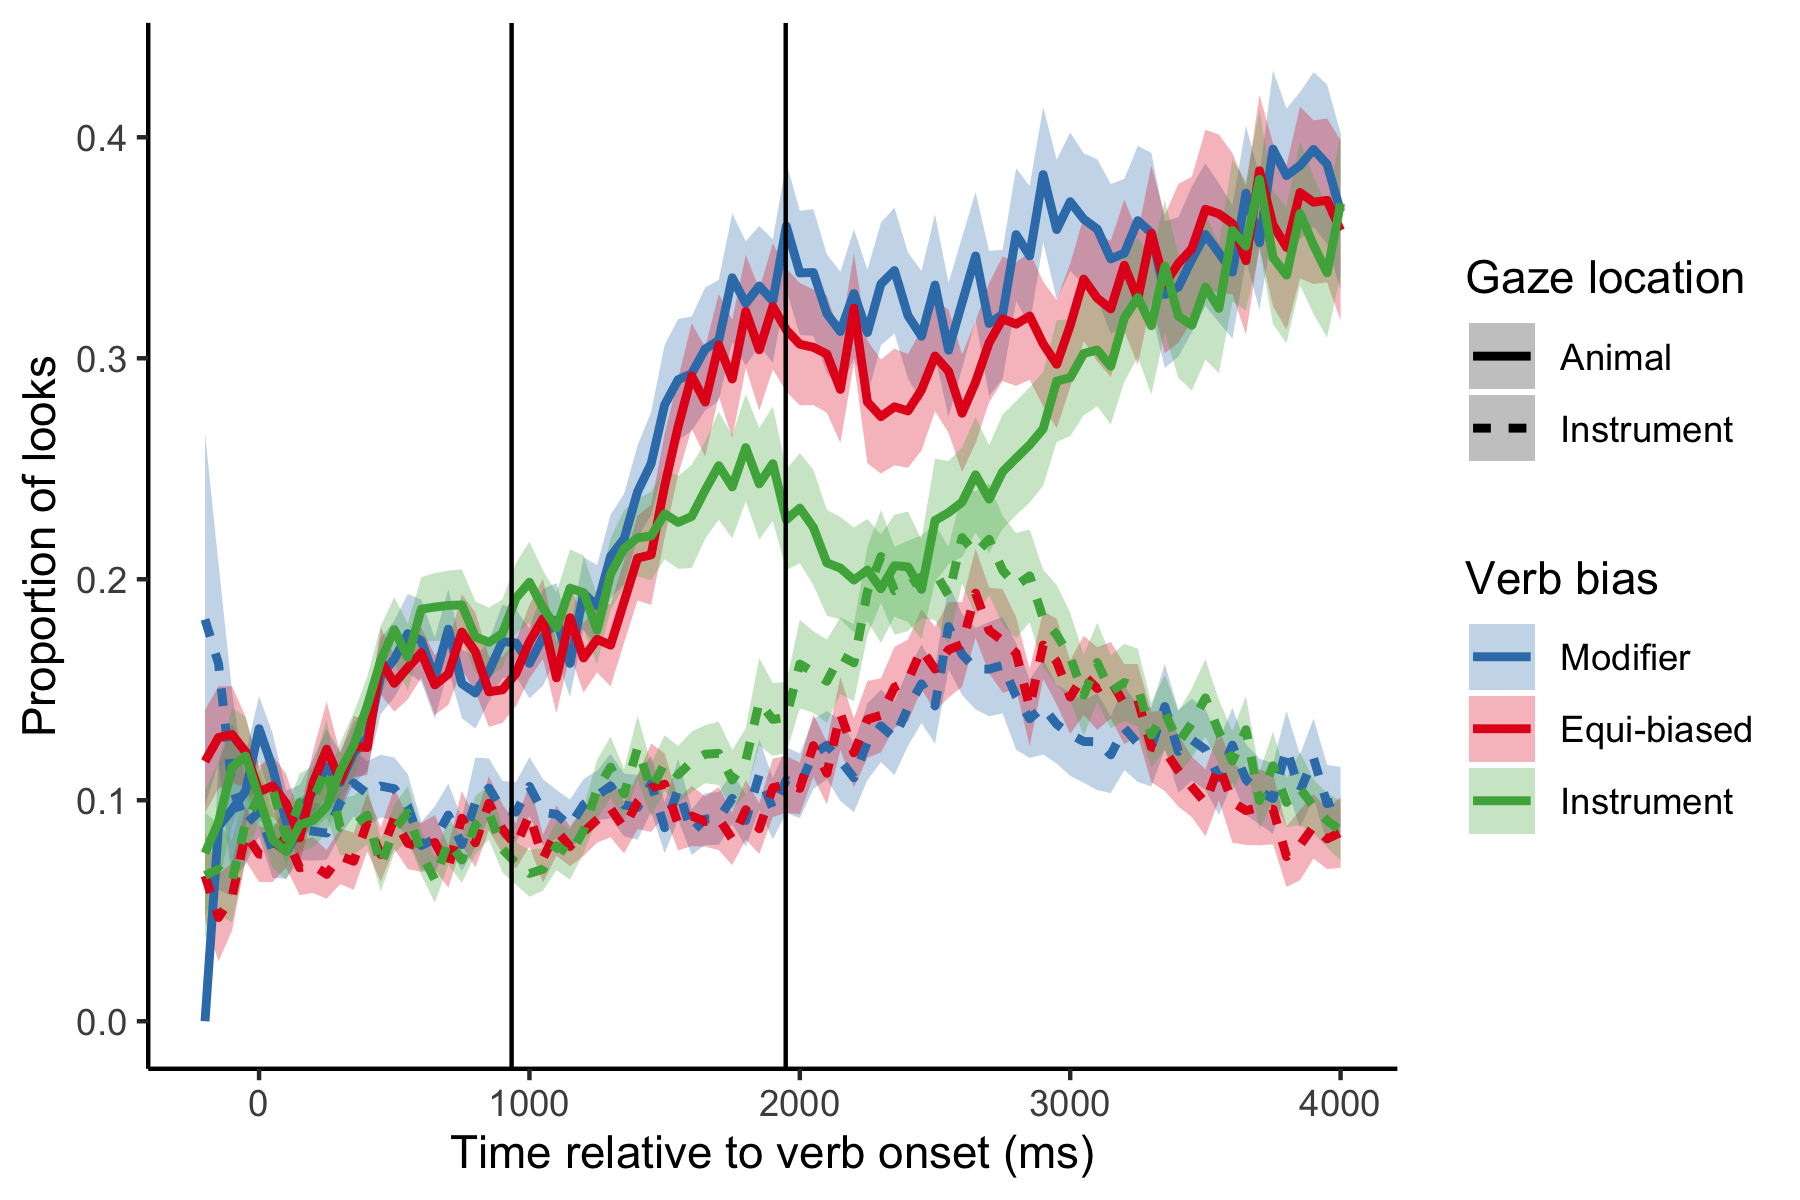 0.4
0.3
0.2
0.1
0.0
Proportion of looks
0
1000
2000
3000
4000
Time relative to verb onset (ms)
Gaze location
Animal
Instrument
Verb bias
Modifier
Equi-biased
Instrument